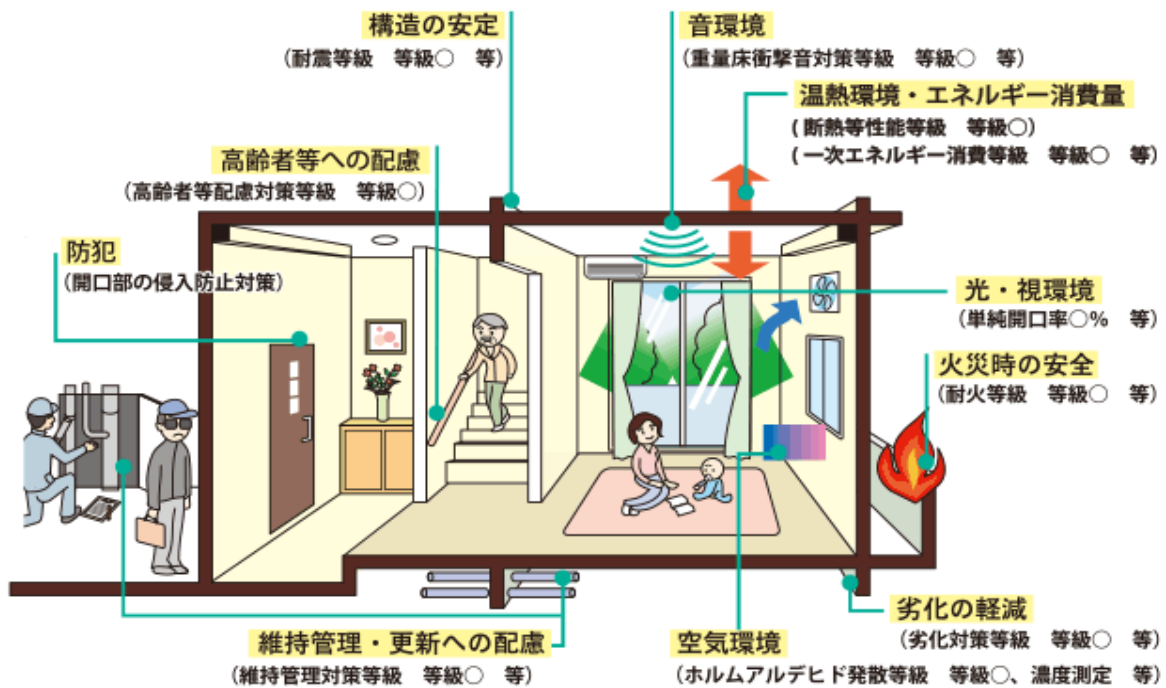 構造の安定
（耐震等級　等級○　等）
音環境
（重量床衝撃音対策等級　等級○　等）
温熱環境・エネルギー消費量
（断熱等性能等級　等級○）
（一次エネルギー消費等級　等級○　等）
高齢者等への配慮
（高齢者等配慮対策等級　等級○）
防犯
（開口部の侵入防止対策）
光・視環境
（単純開口率○%　等）
火災時の安全
（耐火等級　等級○　等）
劣化の軽減
（劣化対策等級　等級○　等）
維持管理・更新への配慮
（維持管理対策等級　等級○　等）
空気環境
（ホルムアルデヒド発散等級　等級○、濃度測定　等）